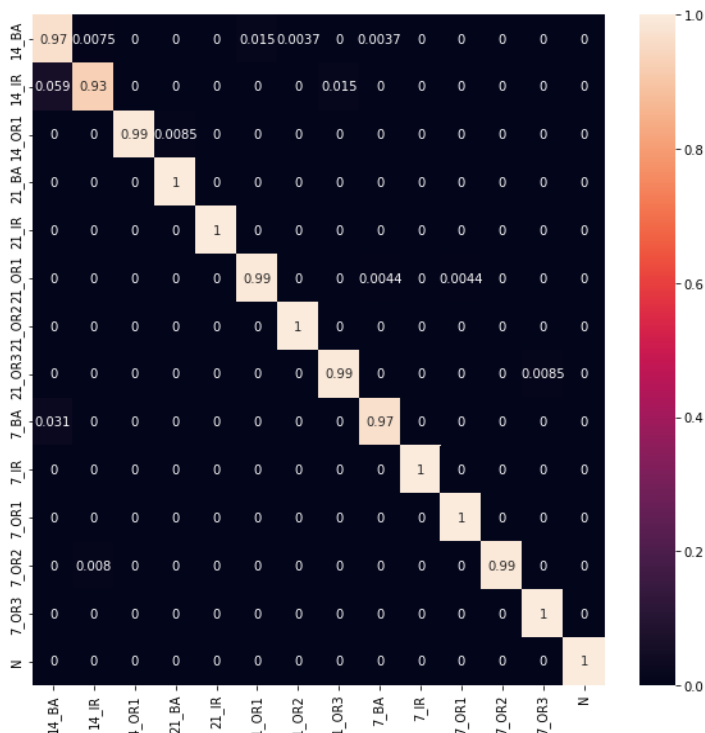 14_BA 0.97 0.0075 0 0 0 0.015 0.0037 0 0.0037 0 0 0 0 0
14_IR 0.059 0.93 0 0 0 0 0 0.015 0 0 0 0 0 0
14_OR1 0 0 0.99 0.0085 0 0 0 0 0 0 0 0 0 0
21_BA 0 0 0 1 0 0 0 0 0 0 0 0 0 0
21_IR 0 0 0 0 1 0 0 0 0 0 0 0 0 0
21_OR1 0 0 0 0 0 0.99 0 0 0.0044 0 0.0044 0 0 0
21_OR2 0 0 0 0 0 0 1 0 0 0 0 0 0 0
21_OR3 0 0 0 0 0 0 0 0.99 0 0 0 0 0.0085 0
7_BA 0.031 0 0 0 0 0 0 0 0.97 0 0 0 0 0
7_IR 0 0 0 0 0 0 0 0 0 1 0 0 0 0
7_OR1 0 0 0 0 0 0 0 0 0 0 1 0 0 0
7_OR2 0 0.008 0 0 0 0 0 0 0 0 0 0.99 0 0
7_OR3 0 0 0 0 0 0 0 0 0 0 0 0 1 0
N 0 0 0 0 0 0 0 0 0 0 0 0 0 1
14_BA 14_IR 4_OR1 21_BA 21_IR 1_OR1 1_OR2 1_OR3 7_BA 7_IR 7_OR1 7_OR2 7_OR3 N
1.0
0.8
0.6
0.4
0.2
0.0